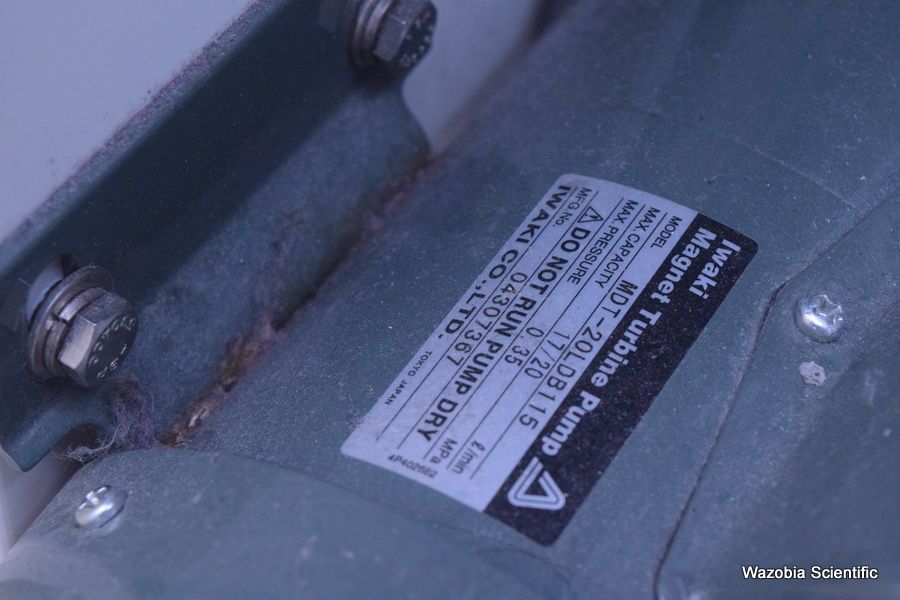 Iwaki
Magnet Turbine Pump
MODEL MDT-20LDB115
MAX. CAPACITY 17/20 ℓ/min
MAX. PRESSURE 0.35 MPa
⚠ DO NOT RUN PUMP DRY
MFG No. 04307367
IWAKI CO., LTD. TOKYO JAPAN
4P402682
Wazobia Scientific